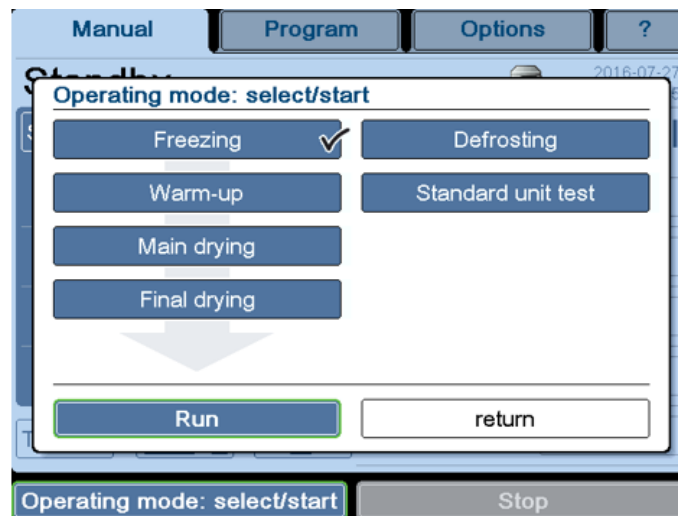 Manual Program Options ?
Standby
2016-07-27
Operating mode: select/start
Freezing Defrosting
Warm-up Standard unit test
Main drying
Final drying
Run return
Operating mode: select/start Stop